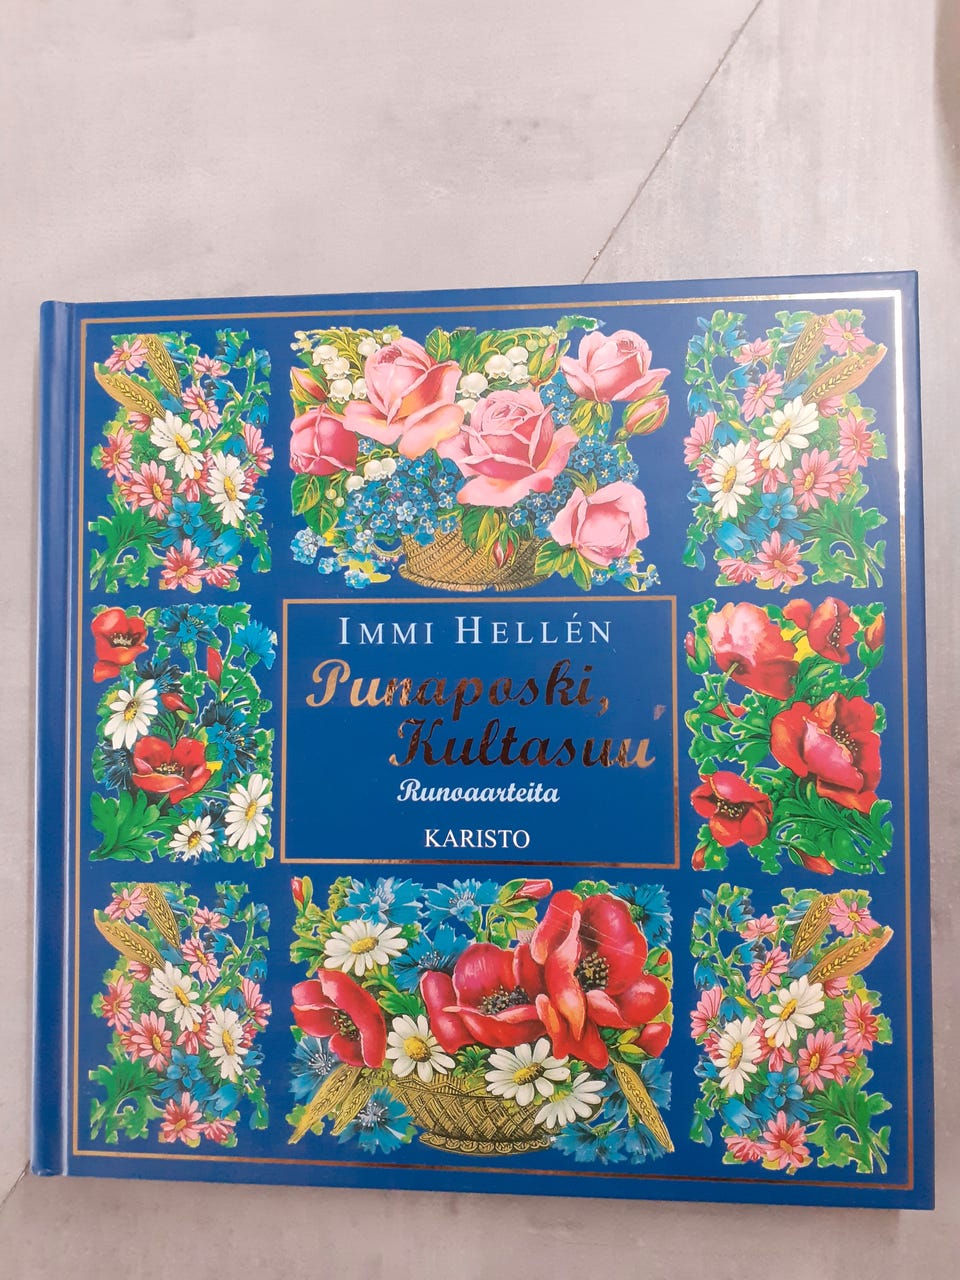 IMMI HELLÉN
Punaposki,
Kultasuu
Runoaarteita
KARISTO